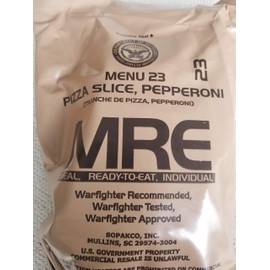 MENU 23
PIZZA SLICE, PEPPERONI
(TRANCHE DE PIZZA, PEPPERONI)
23
MRE
MEAL, READY-TO-EAT, INDIVIDUAL
Warfighter Recommended,
Warfighter Tested,
Warfighter Approved
SOPAKCO, INC.
MULLINS, SC 29574-3004
U.S. GOVERNMENT PROPERTY
COMMERCIAL RESALE IS UNLAWFUL